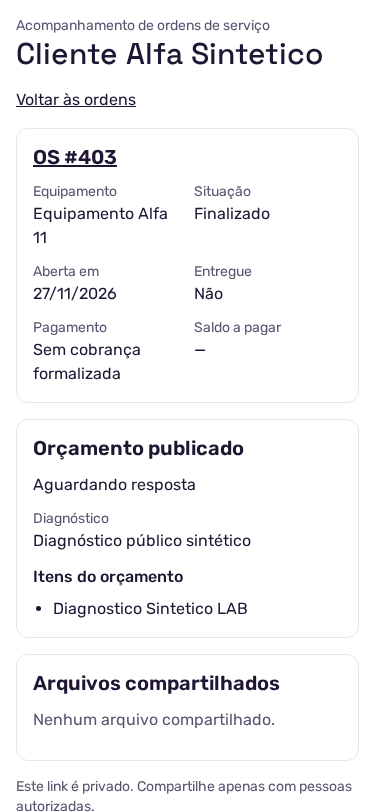 Acompanhamento de ordens de serviço
Cliente Alfa Sintetico
Voltar às ordens
OS #403
Equipamento
Equipamento Alfa
11
Situação
Finalizado
Aberta em
27/11/2026
Entregue
Não
Pagamento
Sem cobrança
formalizada
Saldo a pagar
—
Orçamento publicado
Aguardando resposta
Diagnóstico
Diagnóstico público sintético
Itens do orçamento
• Diagnostico Sintetico LAB
Arquivos compartilhados
Nenhum arquivo compartilhado.
Este link é privado. Compartilhe apenas com pessoas
autorizadas.